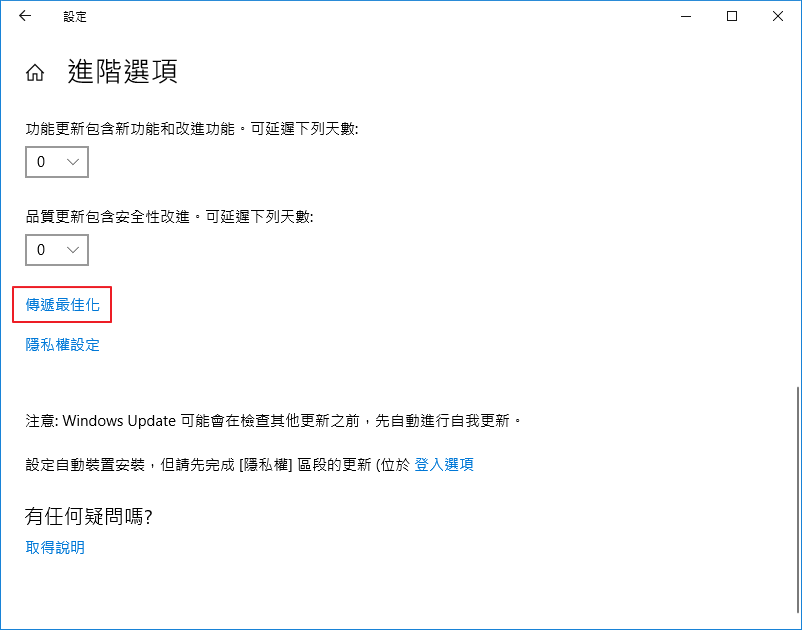 設定
進階選項
功能更新包含新功能和改進功能。可延遲下列天數:
0
品質更新包含安全性改進。可延遲下列天數:
0
傳遞最佳化
隱私權設定
注意: Windows Update 可能會在檢查其他更新之前，先自動進行自我更新。
設定自動裝置安裝，但請先完成 [隱私權] 區段的更新 (位於 登入選項
有任何疑問嗎?
取得說明